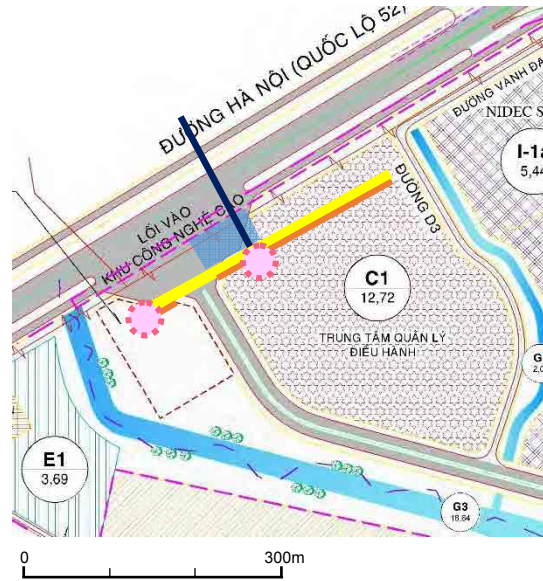 ĐƯỜNG HÀ NỘI (QUỐC LỘ 52)
ĐƯỜNG VÀNH ĐA
NIDEC S
I-1a
5,44
LỐI VÀO
KHU CÔNG NGHỆ CAO
ĐƯỜNG D3
C1
12,72
TRUNG TÂM QUẢN LÝ
ĐIỀU HÀNH
G
2,0
E1
3.69
G3
16,64
0
300m